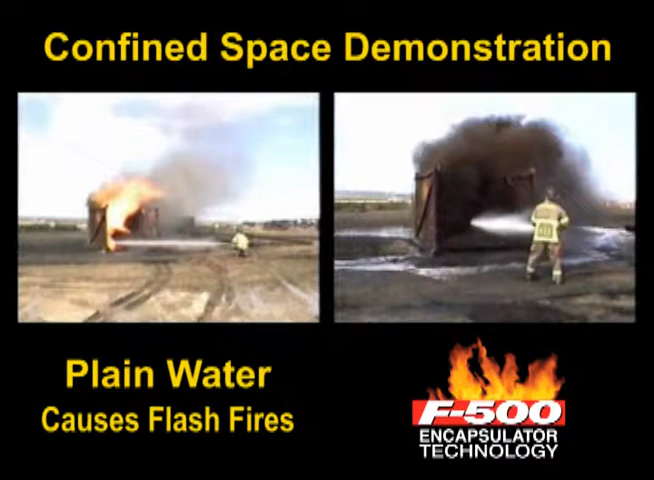 Confined Space Demonstration
Plain Water
Causes Flash Fires
F-500
ENCAPSULATOR
TECHNOLOGY